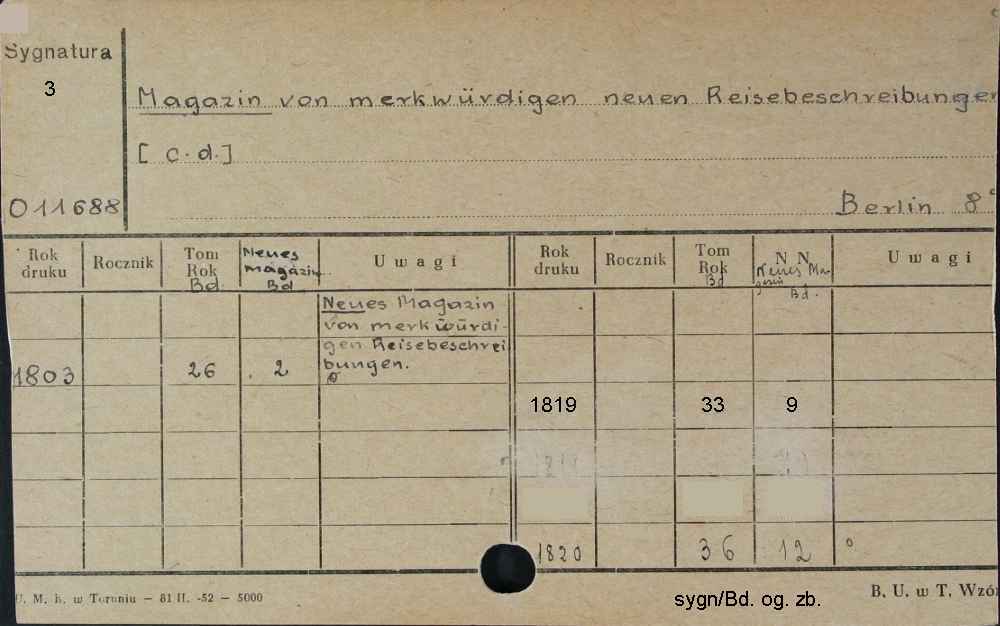 Sygnatura
3
Magazin von merkwürdigen neuen Reisebeschreibungen
[c.d.]
011688
Berlin 8°
Rok druku Rocznik Tom Rok Bd. Neues magazin Bd Uwagi Rok druku Rocznik Tom Rok Bd N N. Neues Magazin Bd. Uwagi
Neues Magazin
von merkwürdi-
gen Reisebeschrei
bungen.
1803 26 2
1819 33 9
1820 36 12 °
U. M. K. w Toruniu — 81 II. -52 — 5000
sygn/Bd. og. zb.
B. U. w T. Wzó